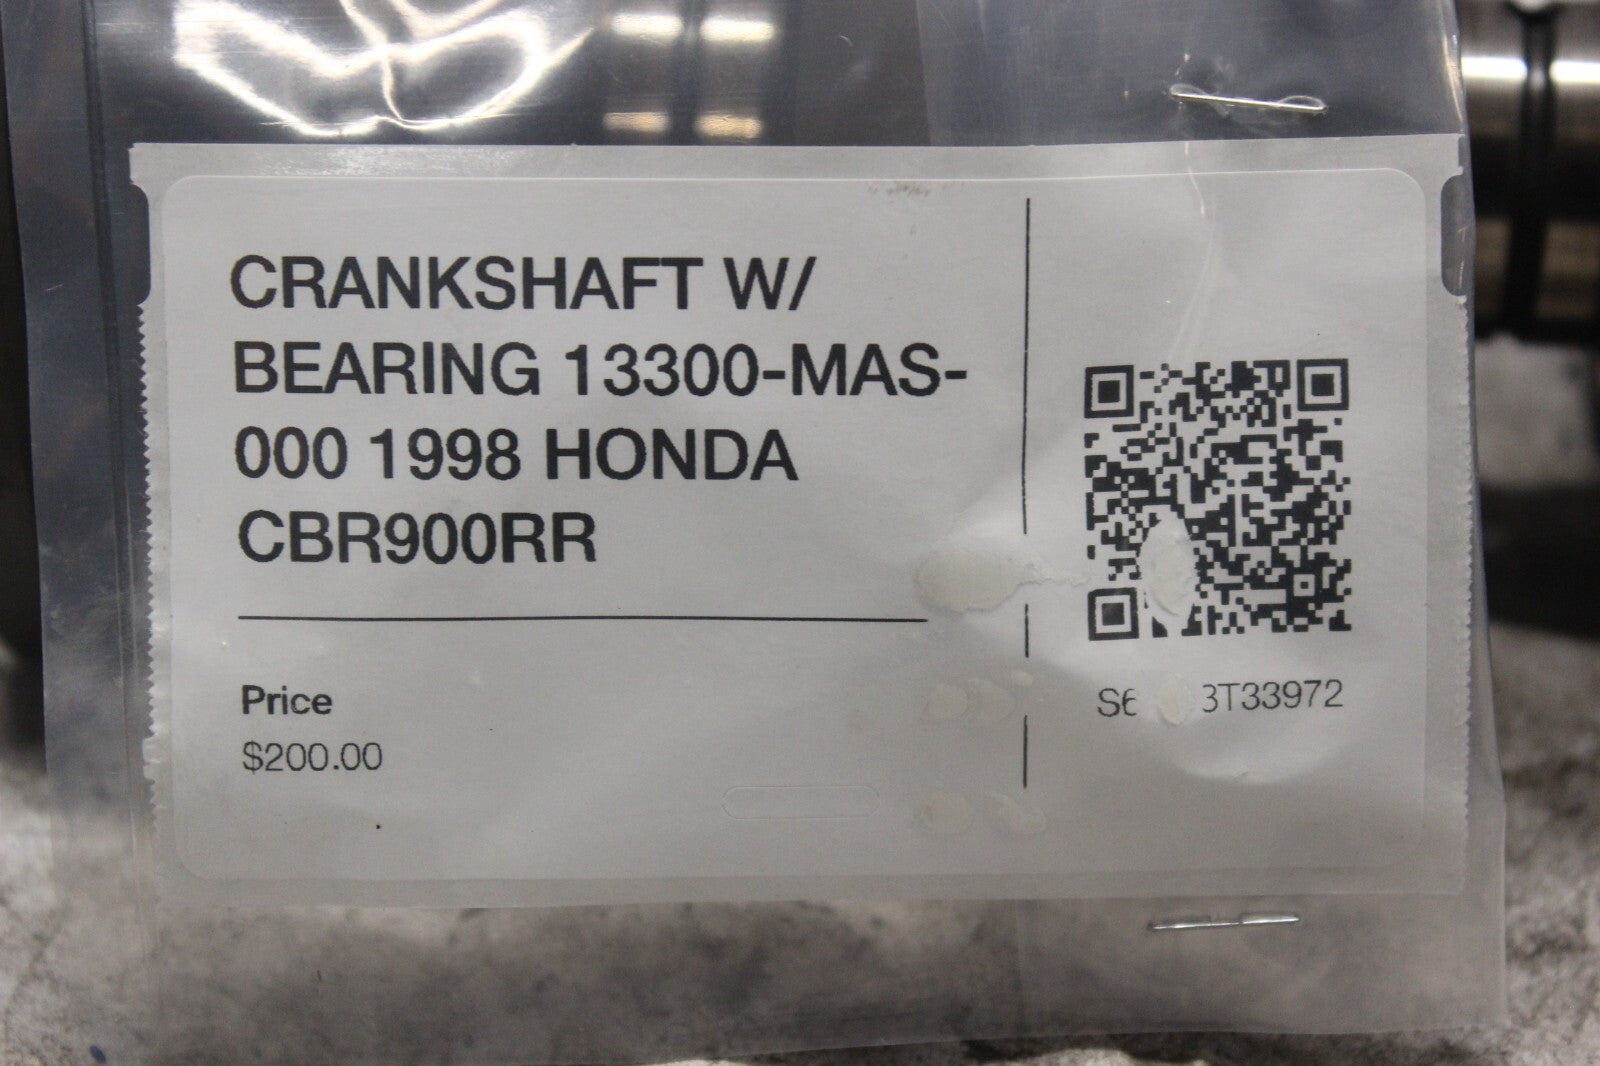 CRANKSHAFT W/
BEARING 13300-MAS-
000 1998 HONDA
CBR900RR
Price
$200.00